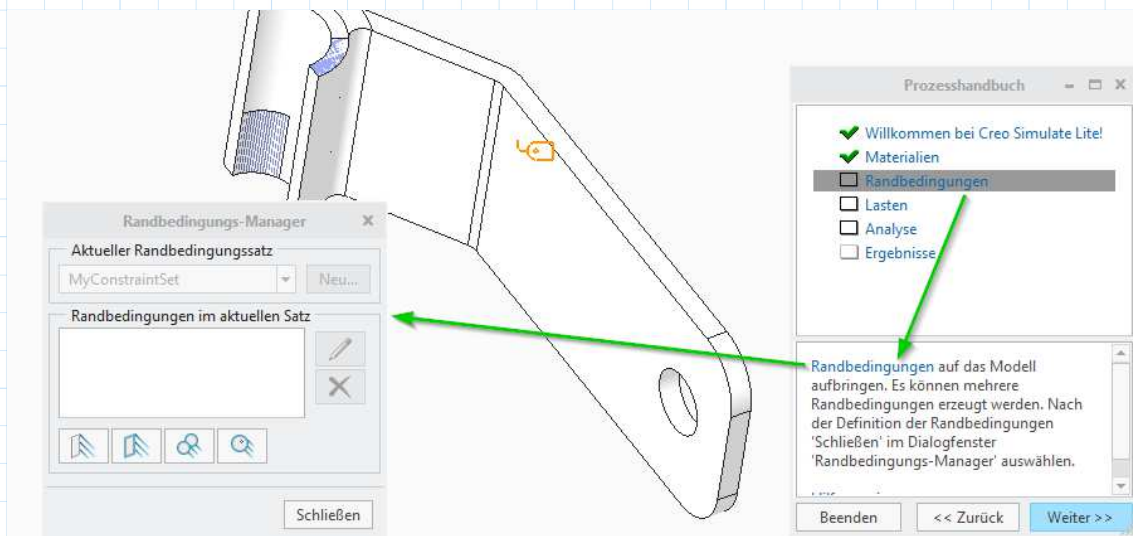 Prozesshandbuch
Willkommen bei Creo Simulate Lite!
Materialien
Randbedingungen
Lasten
Analyse
Ergebnisse
Randbedingungs-Manager
Aktueller Randbedingungssatz
MyConstraintSet
Neu...
Randbedingungen im aktuellen Satz
Schließen
Randbedingungen auf das Modell
aufbringen. Es können mehrere
Randbedingungen erzeugt werden. Nach
der Definition der Randbedingungen
'Schließen' im Dialogfenster
'Randbedingungs-Manager' auswählen.
Beenden
<< Zurück
Weiter >>